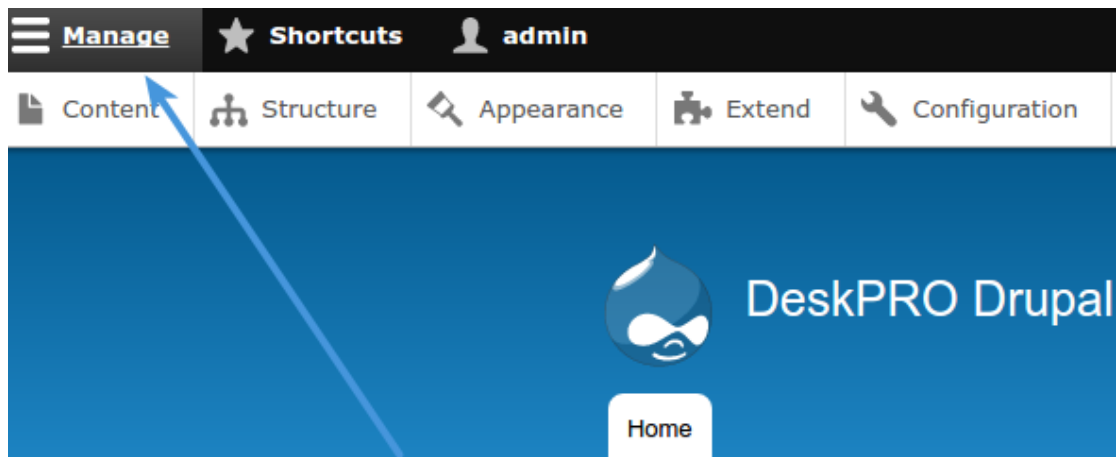 Manage Shortcuts admin
Content Structure Appearance Extend Configuration
DeskPRO Drupal
Home